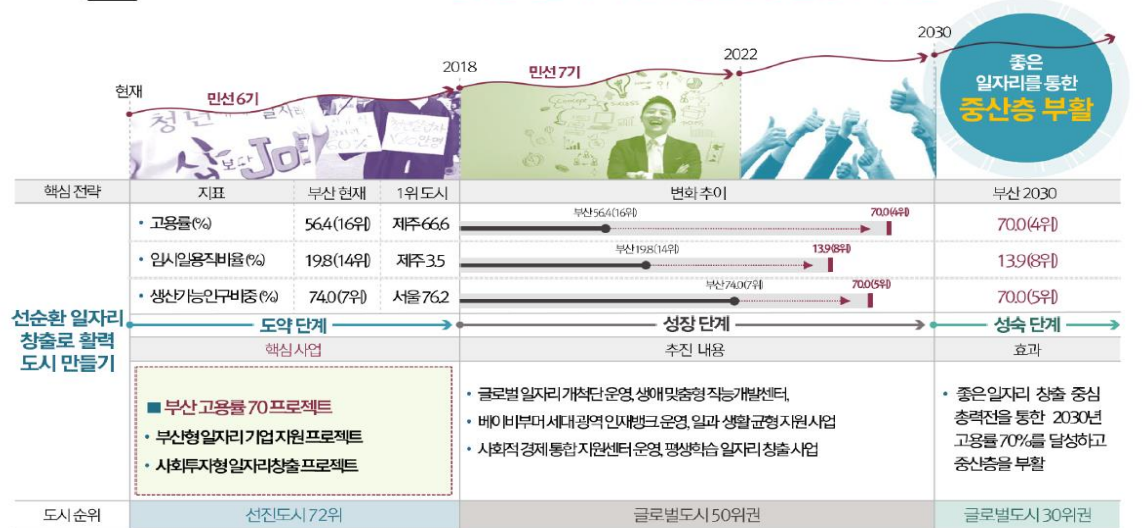 현재
민선 6기
2018
민선 7기
2022
2030
좋은
일자리를 통한
중산층 부활
청년
JOB
핵심 전략 지표 부산 현재 1위 도시 변화 추이 부산 2030
• 고용률(%) 56.4(16위) 제주 66.6 부산 56.4(16위) 70.0(4위) 70.0(4위)
• 임시일용직비율(%) 19.8(14위) 제주 3.5 부산 19.8(14위) 13.9(8위) 13.9(8위)
• 생산가능인구비중(%) 74.0(7위) 서울 76.2 부산 74.0(7위) 70.0(5위) 70.0(5위)
선순환 일자리
창출로 활력
도시 만들기
도약 단계 성장 단계 성숙 단계
핵심 사업 추진 내용 효과
■ 부산 고용률 70 프로젝트
• 부산형 일자리 기업 지원 프로젝트
• 사회투자형 일자리창출 프로젝트
• 글로벌 일자리 개척단 운영, 생애 맞춤형 직능개발센터,
• 베이비부머 세대 광역 인재뱅크 운영, 일과 생활 균형 지원 사업
• 사회적 경제 통합 지원센터 운영, 평생학습 일자리 창출 사업
• 좋은 일자리 창출 중심
총력전을 통한 2030년
고용률 70%를 달성하고
중산층을 부활
도시 순위 선진도시 72위 글로벌도시 50위권 글로벌도시 30위권